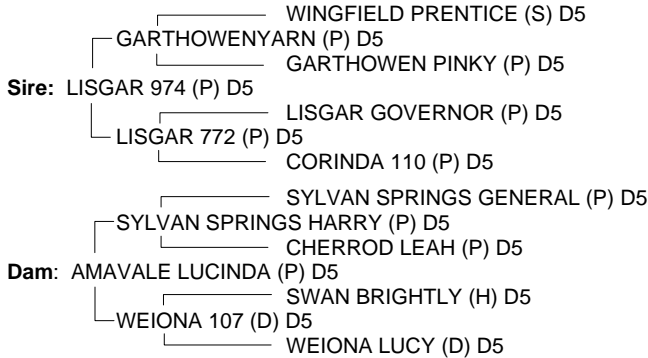 WINGFIELD PRENTICE (S) D5
GARTHOWENYARN (P) D5
GARTHOWEN PINKY (P) D5
Sire: LISGAR 974 (P) D5
LISGAR GOVERNOR (P) D5
LISGAR 772 (P) D5
CORINDA 110 (P) D5
SYLVAN SPRINGS GENERAL (P) D5
SYLVAN SPRINGS HARRY (P) D5
CHERROD LEAH (P) D5
Dam: AMAVALE LUCINDA (P) D5
SWAN BRIGHTLY (H) D5
WEIONA 107 (D) D5
WEIONA LUCY (D) D5